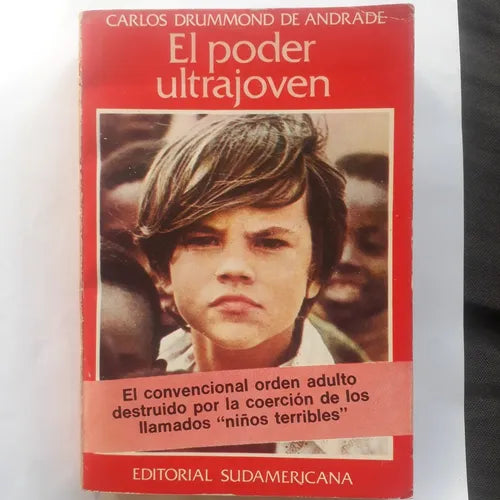 CARLOS DRUMMOND DE ANDRADE
El poder
ultrajoven
El convencional orden adulto
destruido por la coerción de los
llamados "niños terribles"
EDITORIAL SUDAMERICANA